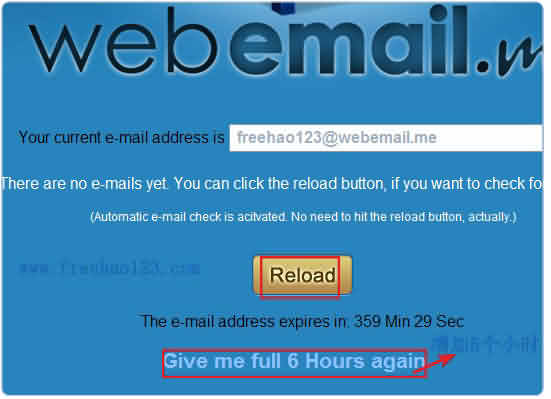 webemail.m
Your current e-mail address is freehao123@webemail.me
There are no e-mails yet. You can click the reload button, if you want to check fo
(Automatic e-mail check is acitvated. No need to hit the reload button, actually.)
www.freehao123.com
Reload
The e-mail address expires in: 359 Min 29 Sec
增加6个小时
Give me full 6 Hours again